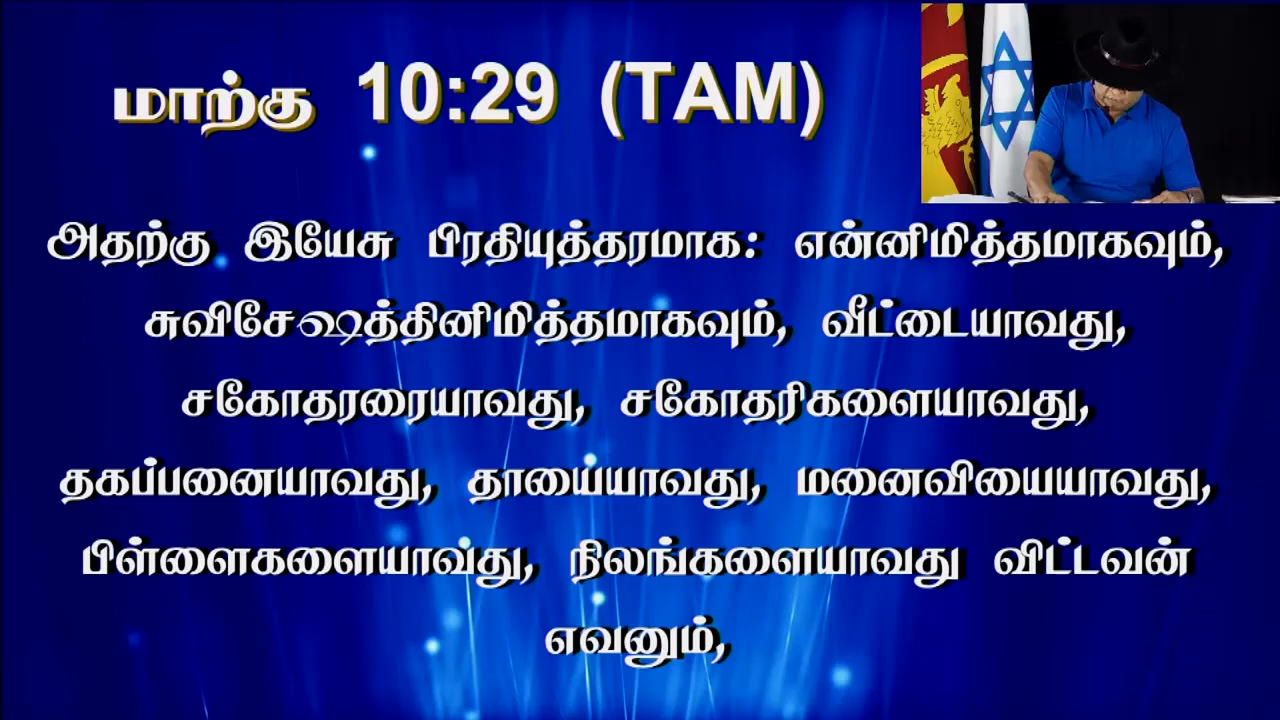 மாற்கு 10:29 (TAM)
அதற்கு இயேசு பிரதியுத்தரமாக: என்னிமித்தமாகவும்,
சுவிசேஷத்தினிமித்தமாகவும், வீட்டையாவது,
சகோதரரையாவது, சகோதரிகளையாவது,
தகப்பனையாவது, தாயையாவது, மனைவியையாவது,
பிள்ளைகளையாவது, நிலங்களையாவது விட்டவன்
எவனும்,